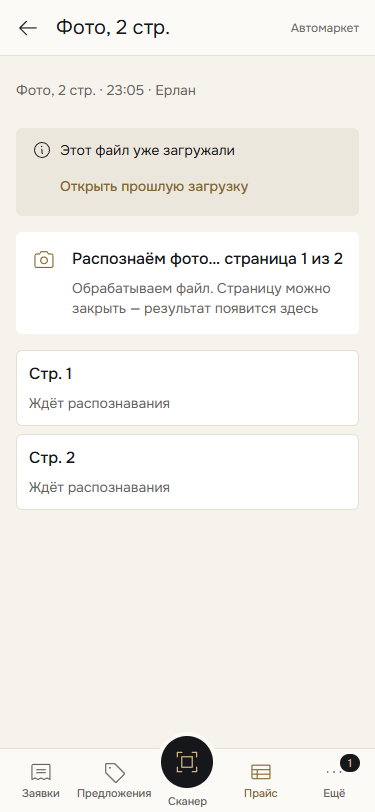 Фото, 2 стр.
Автомаркет
Фото, 2 стр. · 23:05 · Ерлан
Этот файл уже загружали
Открыть прошлую загрузку
Распознаём фото... страница 1 из 2
Обрабатываем файл. Страницу можно
закрыть — результат появится здесь
Стр. 1
Ждёт распознавания
Стр. 2
Ждёт распознавания
1
Заявки
Предложения
Сканер
Прайс
Ещё